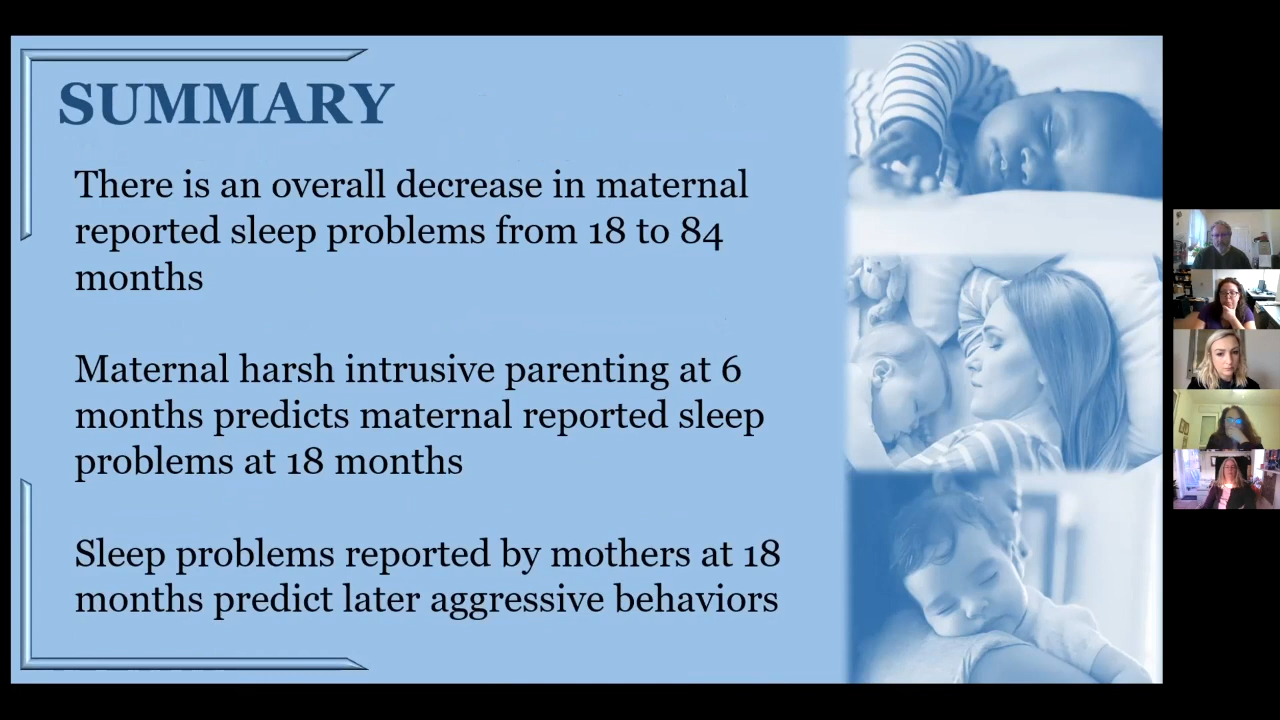 SUMMARY
There is an overall decrease in maternal
reported sleep problems from 18 to 84
months
Maternal harsh intrusive parenting at 6
months predicts maternal reported sleep
problems at 18 months
Sleep problems reported by mothers at 18
months predict later aggressive behaviors